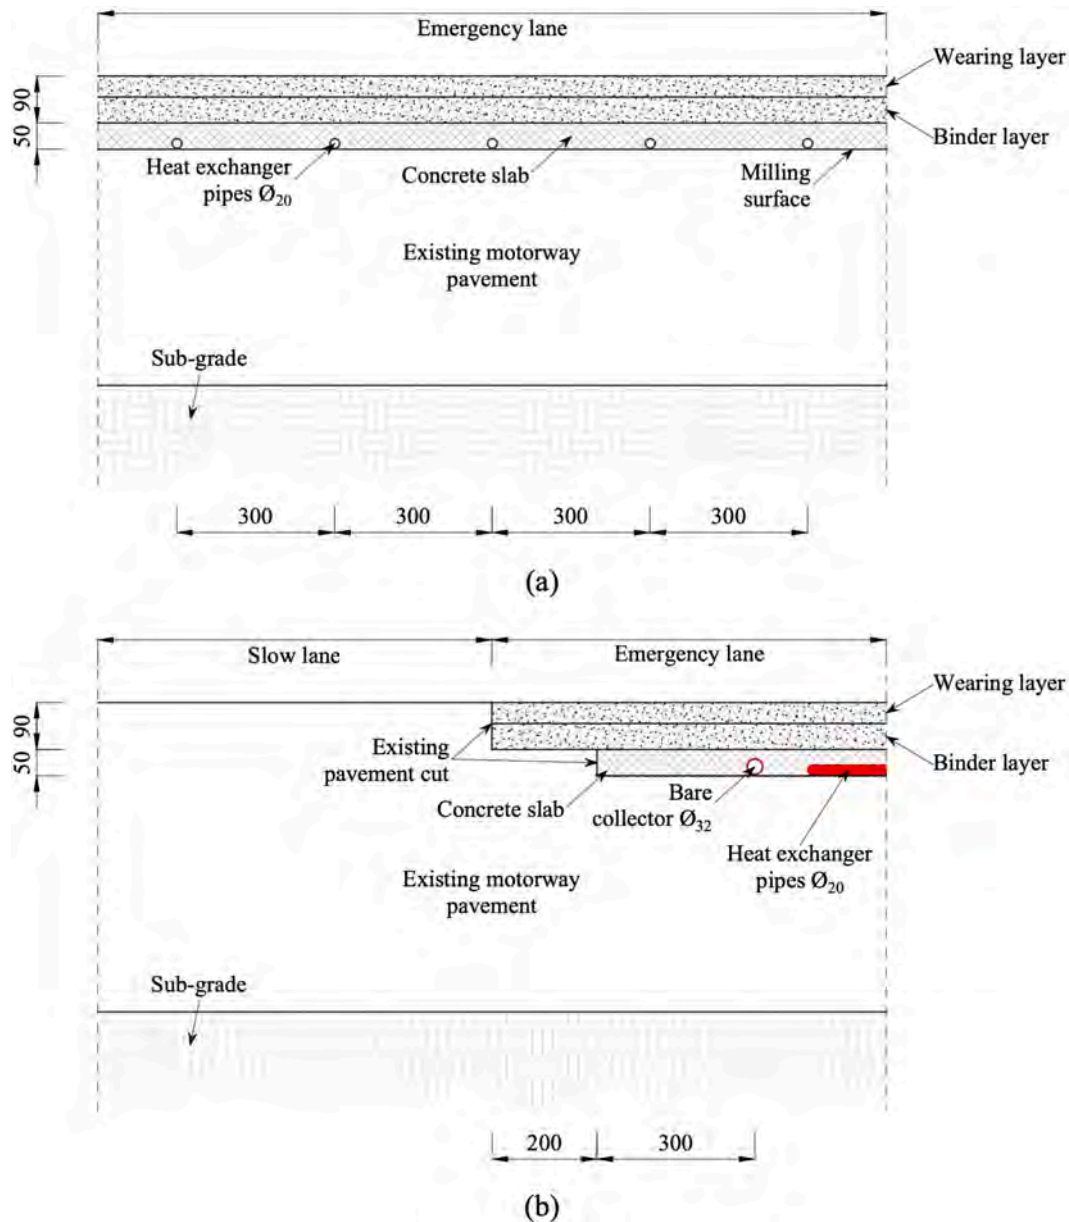 Emergency lane
Wearing layer
90
50
Binder layer
Heat exchanger
pipes Ø20
Concrete slab
Milling
surface
Existing motorway
pavement
Sub-grade
300
300
300
300
(a)
Slow lane
Emergency lane
Wearing layer
90
50
Existing
pavement cut
Binder layer
Concrete slab
Bare
collector Ø32
Heat exchanger
pipes Ø20
Existing motorway
pavement
Sub-grade
200
300
(b)